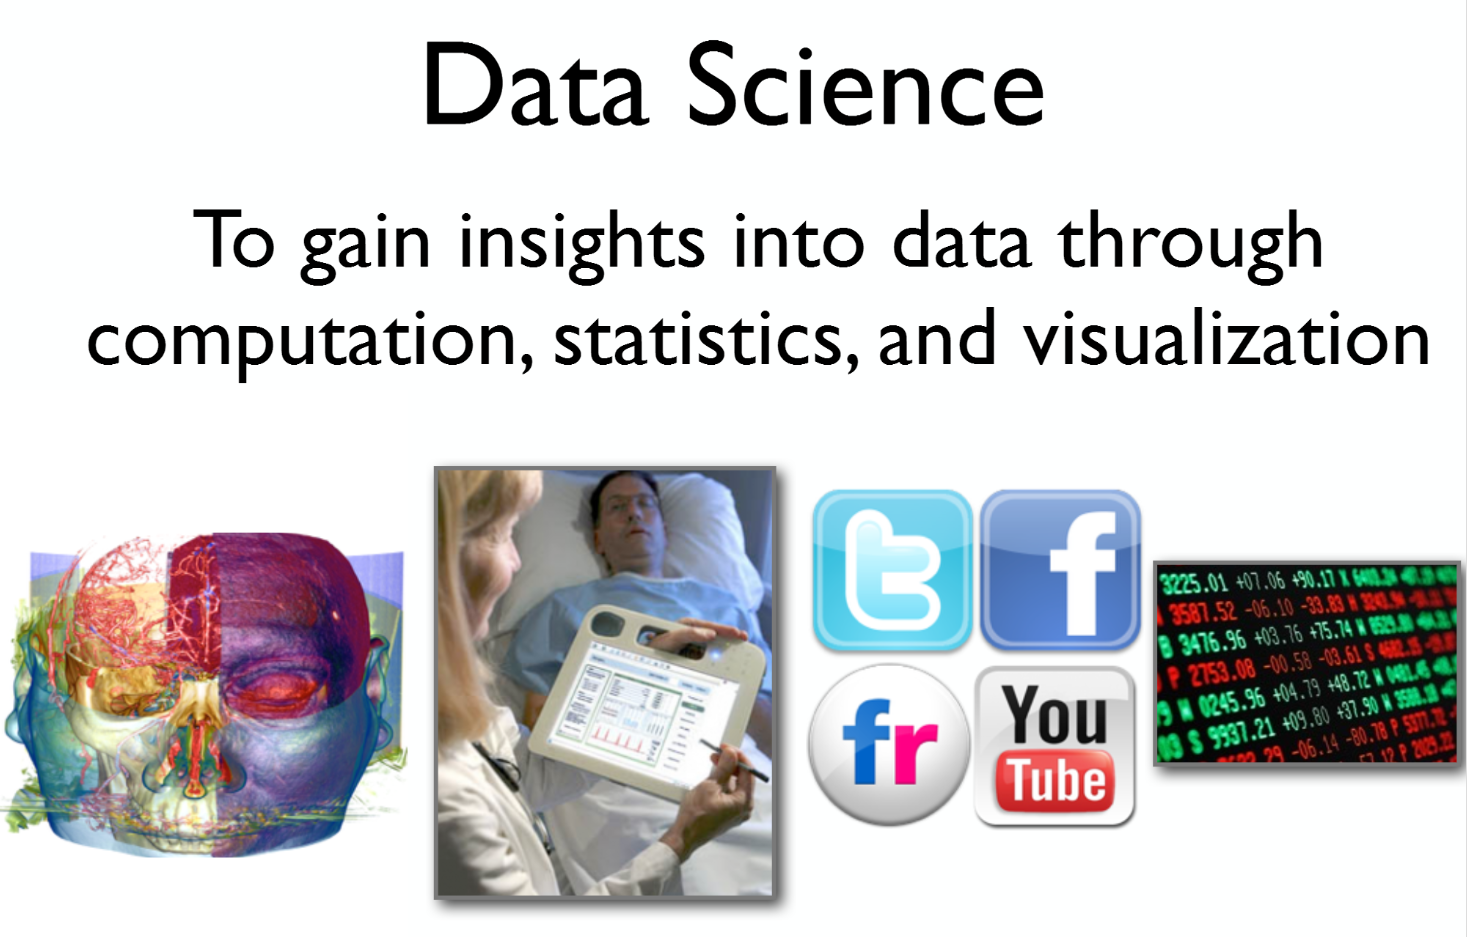 Data Science
To gain insights into data through
computation, statistics, and visualization
t
f
fr
You
Tube
3225.01 +07.06 +90.17
3587.52 -06.10 -33.83
3476.96 +03.76 +75.74
P 2753.08 -00.58 -03.61 S
0245.96 +04.79 +48.72
S 9937.21 +09.80 +37.90
-06.14 -80.78 P